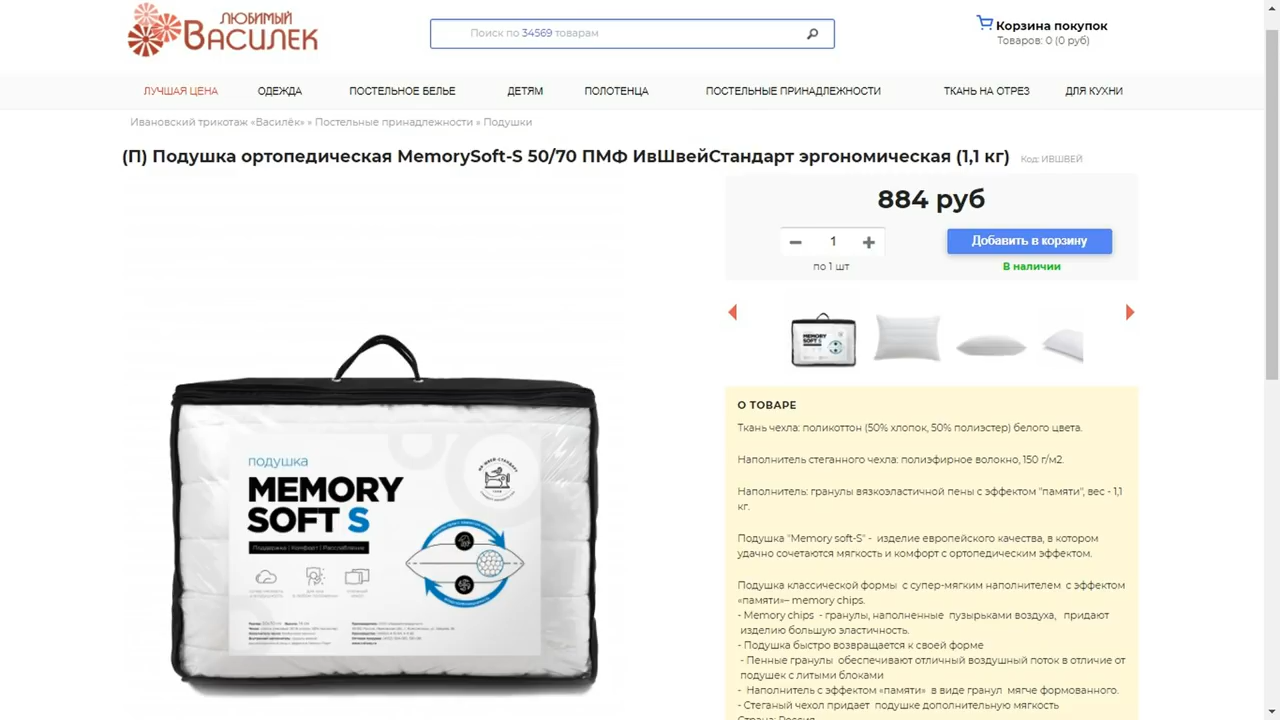 ЛЮБИМЫЙ
ВАСИЛЕК
Поиск по 34569 товарам
Корзина покупок
Товаров: 0 (0 руб)
ЛУЧШАЯ ЦЕНА ОДЕЖДА ПОСТЕЛЬНОЕ БЕЛЬЕ ДЕТЯМ ПОЛОТЕНЦА ПОСТЕЛЬНЫЕ ПРИНАДЛЕЖНОСТИ ТКАНЬ НА ОТРЕЗ ДЛЯ КУХНИ
Ивановский трикотаж «Василёк» » Постельные принадлежности » Подушки
(П) Подушка ортопедическая MemorySoft-S 50/70 ПМФ ИвШвейСтандарт эргономическая (1,1 кг) Код: ИВШВЕЙ
884 руб
− 1 + Добавить в корзину
по 1 шт В наличии
MEMORY
SOFT S
подушка
MEMORY
SOFT S
Поддержка | Комфорт | Расслабление
О ТОВАРЕ
Ткань чехла: поликоттон (50% хлопок, 50% полиэстер) белого цвета.
Наполнитель стеганного чехла: полиэфирное волокно, 150 г/м2.
Наполнитель: гранулы вязкоэластичной пены с эффектом "памяти", вес - 1,1
кг.
Подушка "Memory soft-S" - изделие европейского качества, в котором
удачно сочетаются мягкость и комфорт с ортопедическим эффектом.
Подушка классической формы с супер-мягким наполнителем с эффектом
«памяти»– memory chips.
- Memory chips - гранулы, наполненные пузырьками воздуха, придают
изделию большую эластичность.
- Подушка быстро возвращается к своей форме
- Пенные гранулы обеспечивают отличный воздушный поток в отличие от
подушек с литыми блоками
- Наполнитель с эффектом «памяти» в виде гранул мягче формованного.
- Стеганый чехол придает подушке дополнительную мягкость
Страна: Россия